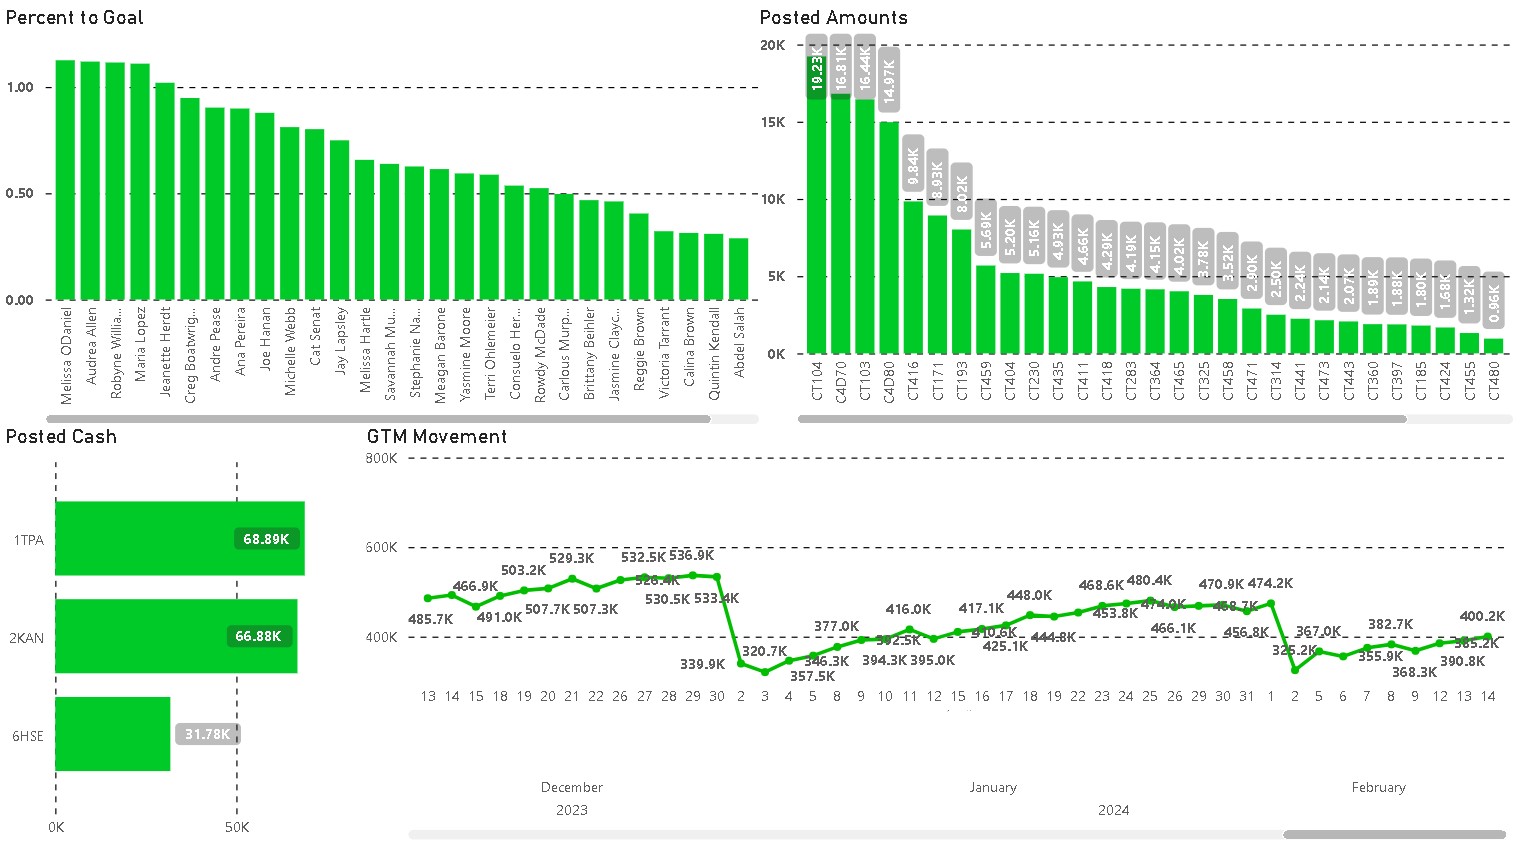 Percent to Goal
1.00
0.50
0.00
Melissa ODaniel
Audrea Allen
Robyne Willia...
Maria Lopez
Jeanette Herdt
Creg Boatwrig...
Andre Pease
Ana Pereira
Joe Hanan
Michelle Webb
Cat Senat
Jay Lapsley
Melissa Hartle
Savannah Mu...
Stephanie Na...
Meagan Barone
Yasmine Moore
Terri Ohlemeier
Consuelo Her...
Rowdy McDade
Carlous Murp...
Brittany Beihler
Jasmine Clayc...
Reggie Brown
Victoria Tarrant
Calina Brown
Quintin Kendall
Abdel Salah
Posted Amounts
20K
15K
10K
5K
0K
19.23K
16.81K
16.44K
14.97K
9.84K
8.93K
8.02K
5.69K
5.20K
5.16K
4.93K
4.66K
4.29K
4.19K
4.15K
4.02K
3.78K
3.52K
2.90K
2.50K
2.24K
2.14K
2.07K
1.89K
1.88K
1.80K
1.68K
1.32K
0.96K
CT104
C4D70
CT103
C4D80
CT416
CT171
CT193
CT459
CT404
CT230
CT435
CT411
CT418
CT283
CT364
CT465
CT325
CT458
CT471
CT314
CT441
CT473
CT443
CT360
CT397
CT185
CT424
CT455
CT480
Posted Cash
1TPA
68.89K
2KAN
66.88K
6HSE
31.78K
0K
50K
GTM Movement
800K
600K
400K
485.7K
466.9K
491.0K
503.2K
507.7K
529.3K
507.3K
532.5K
526.4K
530.5K
536.9K
533.4K
339.9K
320.7K
346.3K
357.5K
377.0K
394.3K
392.5K
416.0K
395.0K
417.1K
410.6K
425.1K
448.0K
444.8K
468.6K
453.8K
480.4K
474.0K
466.1K
470.9K
468.7K
456.8K
474.2K
325.2K
367.0K
355.9K
382.7K
368.3K
385.2K
390.8K
400.2K
13 14 15 18 19 20 21 22 26 27 28 29 30 2 3 4 5 8 9 10 11 12 15 16 17 18 19 22 23 24 25 26 29 30 31 1 2 5 6 7 8 9 12 13 14
December
January
February
2023
2024